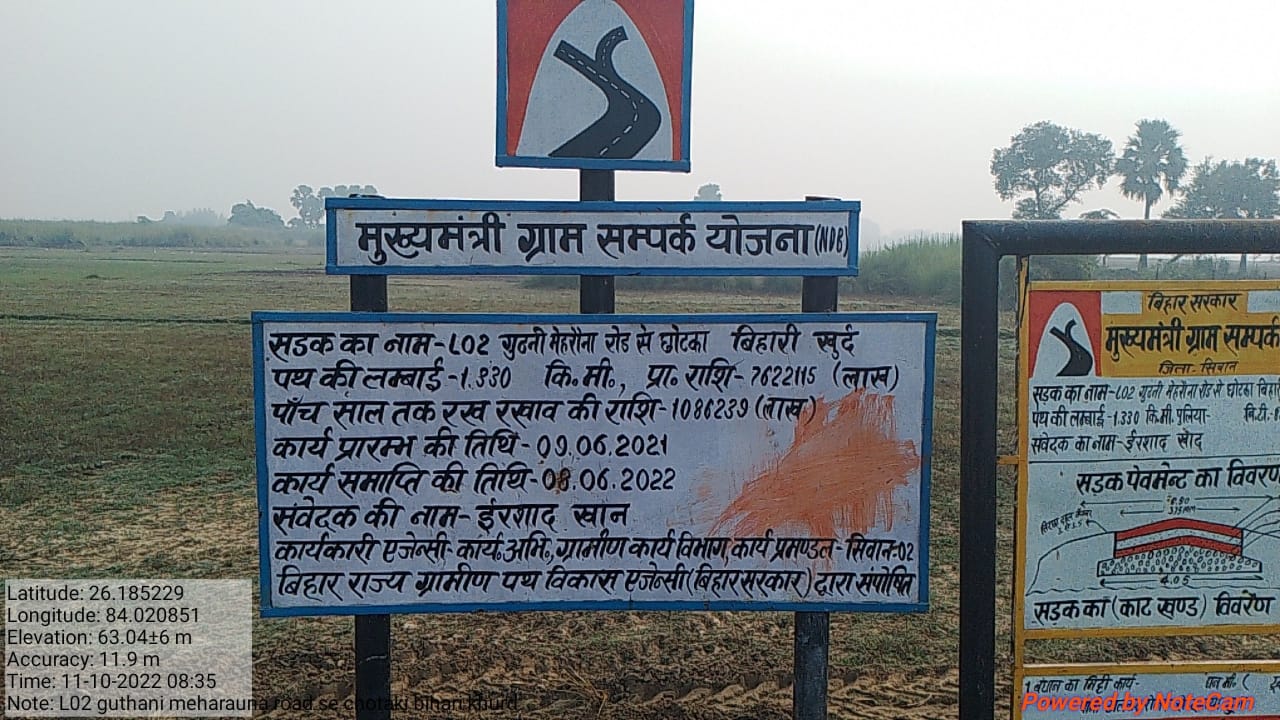 मुख्यमंत्री ग्राम सम्पर्क योजना (NDB)
सडक का नाम-L02 गुठनी मेहरौना रोड से छोटका बिहारी खुर्द
पथ की लम्बाई-1.330 कि॰मी॰, प्रा॰ राशि-7622115 (लाख)
पाँच साल तक रख रखाव की राशि-1086239 (लाख)
कार्य प्रारम्भ की तिथि-09.06.2021
कार्य समाप्ति की तिथि-08.06.2022
संवेदक की नाम-ईरशाद खान
कार्यकारी एजेन्सी-कार्य॰अभि॰, ग्रामीण कार्य विभाग, कार्य प्रमण्डल-सिवान-02
बिहार राज्य ग्रामीण पथ विकास एजेन्सी (बिहार सरकार) द्वारा संपोषित
बिहार सरकार
मुख्यमंत्री ग्राम सम्पर्क
जिला-सिवान
सडक का नाम-L02 गुठनी मेहरौना रोड से छोटका
पथ की लम्बाई-1.330 कि॰मी॰ पुलिया- 
संवेदक का नाम-ईरशाद खाँद
सडक पेवमेन्ट का विवरण
4.05
सडक का (काट खण्ड) विवरण
Latitude: 26.185229
Longitude: 84.020851
Elevation: 63.04±6 m
Accuracy: 11.9 m
Time: 11-10-2022 08:35
Note: L02 guthani meharauna road se chotaki bihari khurd
Powered by NoteCam